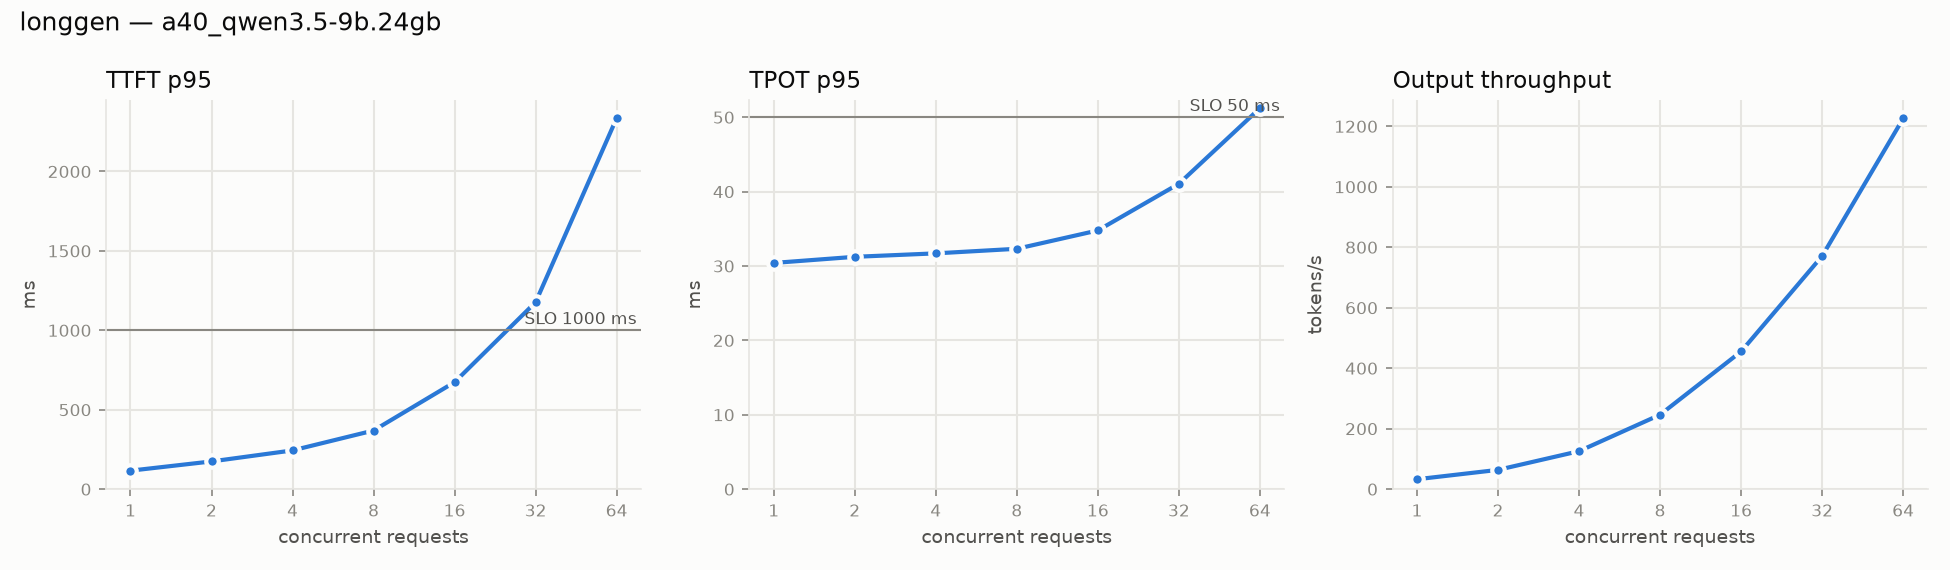 longgen — a40_qwen3.5-9b.24gb
TTFT p95
ms
2000
1500
1000
500
0
SLO 1000 ms
1 2 4 8 16 32 64
concurrent requests
TPOT p95
ms
50
40
30
20
10
0
SLO 50 ms
1 2 4 8 16 32 64
concurrent requests
Output throughput
tokens/s
1200
1000
800
600
400
200
0
1 2 4 8 16 32 64
concurrent requests